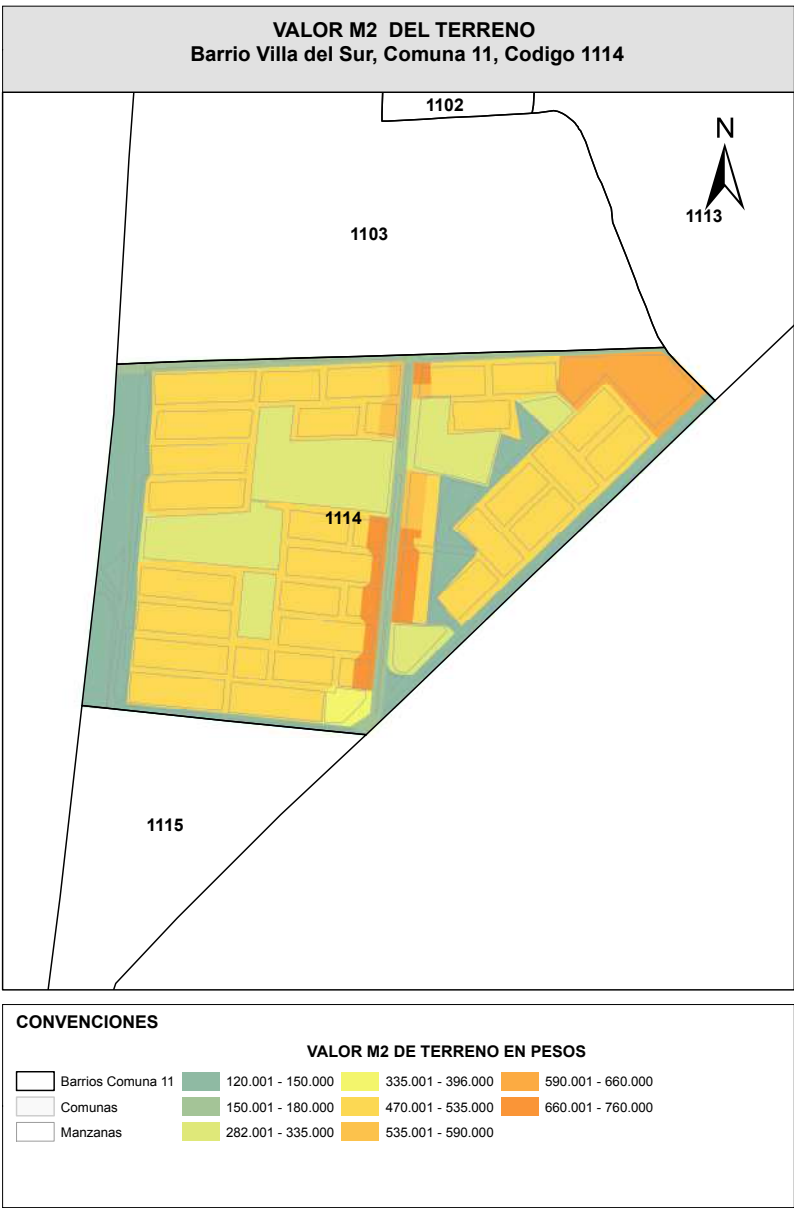 VALOR M2 DEL TERRENO
Barrio Villa del Sur, Comuna 11, Codigo 1114
1102
N
1113
1103
1114
1115
CONVENCIONES
VALOR M2 DE TERRENO EN PESOS
Barrios Comuna 11 120.001 - 150.000 335.001 - 396.000 590.001 - 660.000
Comunas 150.001 - 180.000 470.001 - 535.000 660.001 - 760.000
Manzanas 282.001 - 335.000 535.001 - 590.000